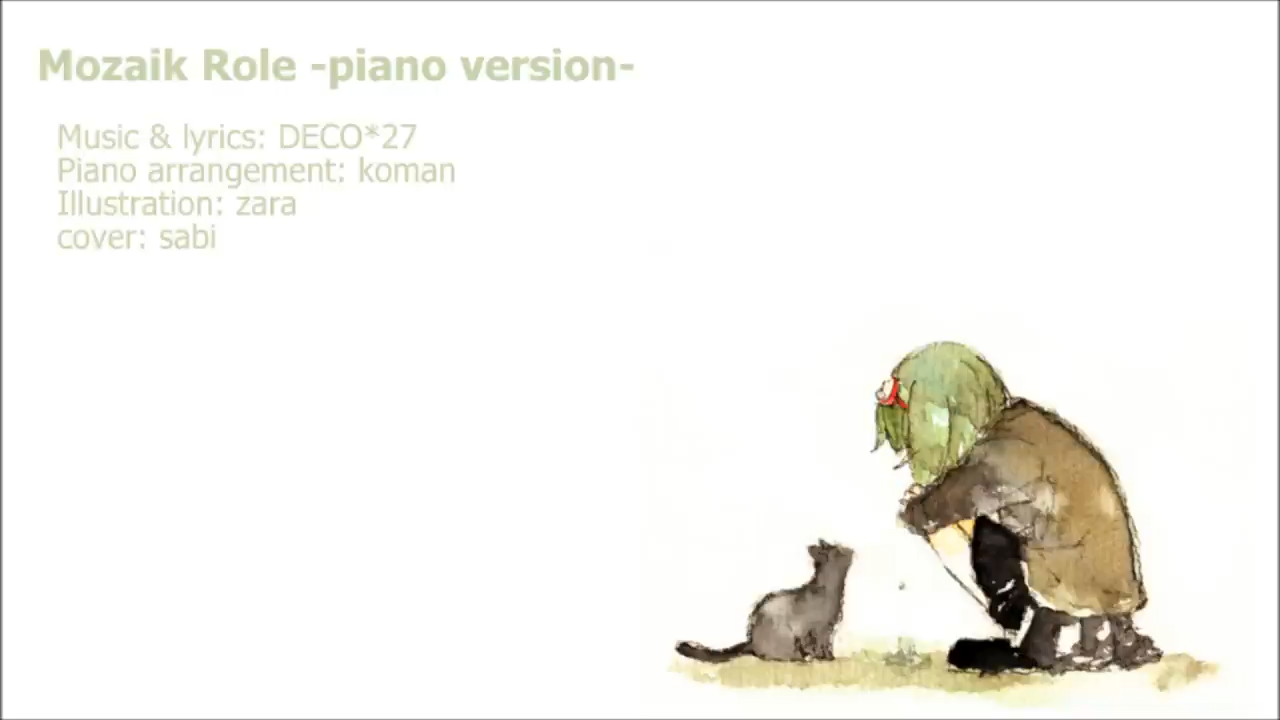 Mozaik Role -piano version-
Music & lyrics: DECO*27
Piano arrangement: koman
Illustration: zara
cover: sabi